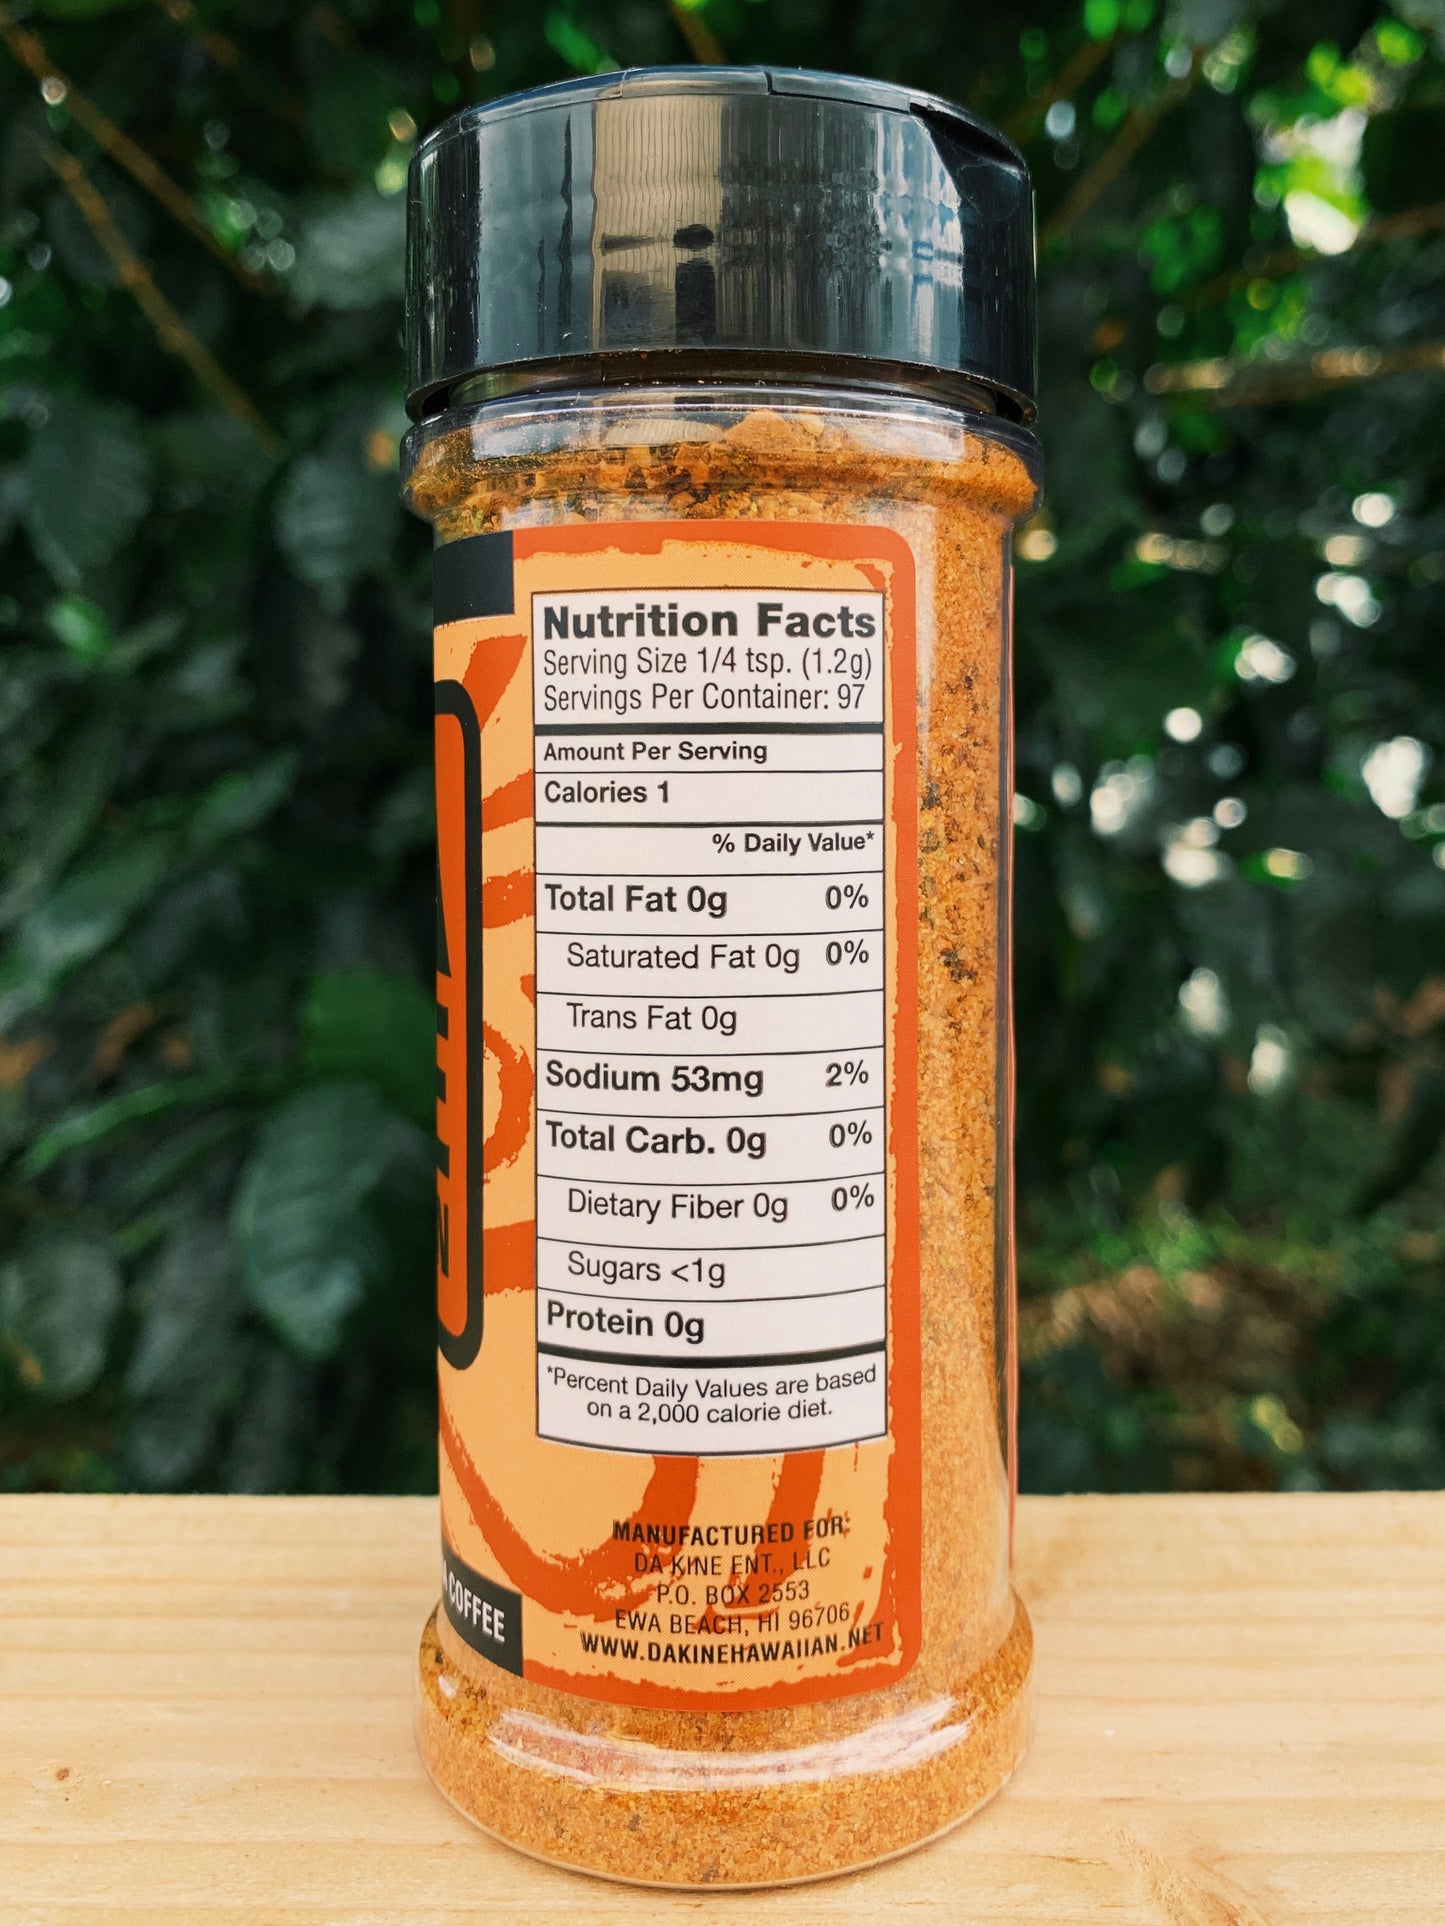 Nutrition Facts
Serving Size 1/4 tsp. (1.2g)
Servings Per Container: 97
Amount Per Serving
Calories 1
% Daily Value*
Total Fat 0g 0%
Saturated Fat 0g 0%
Trans Fat 0g
Sodium 53mg 2%
Total Carb. 0g 0%
Dietary Fiber 0g 0%
Sugars <1g
Protein 0g
*Percent Daily Values are based
on a 2,000 calorie diet.
MANUFACTURED FOR:
DA KINE ENT., LLC
P.O. BOX 2553
EWA BEACH, HI 96706
WWW.DAKINEHAWAIIAN.NET
COFFEE